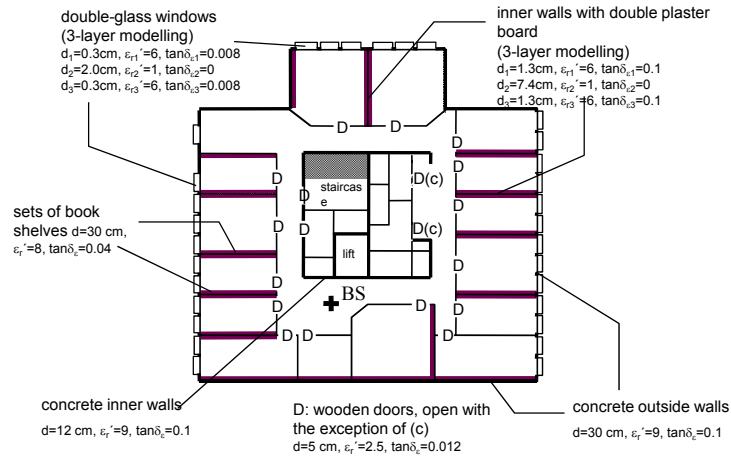 double-glass windows
(3-layer modelling)
d₁=0.3cm, εr1´=6, tanδε1=0.008
d₂=2.0cm, εr2´=1, tanδε2=0
d₃=0.3cm, εr3´=6, tanδε3=0.008
inner walls with double plaster
board
(3-layer modelling)
d₁=1.3cm, εr1´=6, tanδε1=0.1
d₂=7.4cm, εr2´=1, tanδε2=0
d₃=1.3cm, εr3´=6, tanδε3=0.1
D D
D
D
D
D
D
D(c)
staircas
e
D
D
D
D
sets of book
shelves d=30 cm,
εr´=8, tanδε=0.04
D
D(c)
lift
D
D
D
BS
D
D D
D
concrete inner walls
d=12 cm, εr´=9, tanδε=0.1
D: wooden doors, open with
the exception of (c)
d=5 cm, εr´=2.5, tanδε=0.012
concrete outside walls
d=30 cm, εr´=9, tanδε=0.1